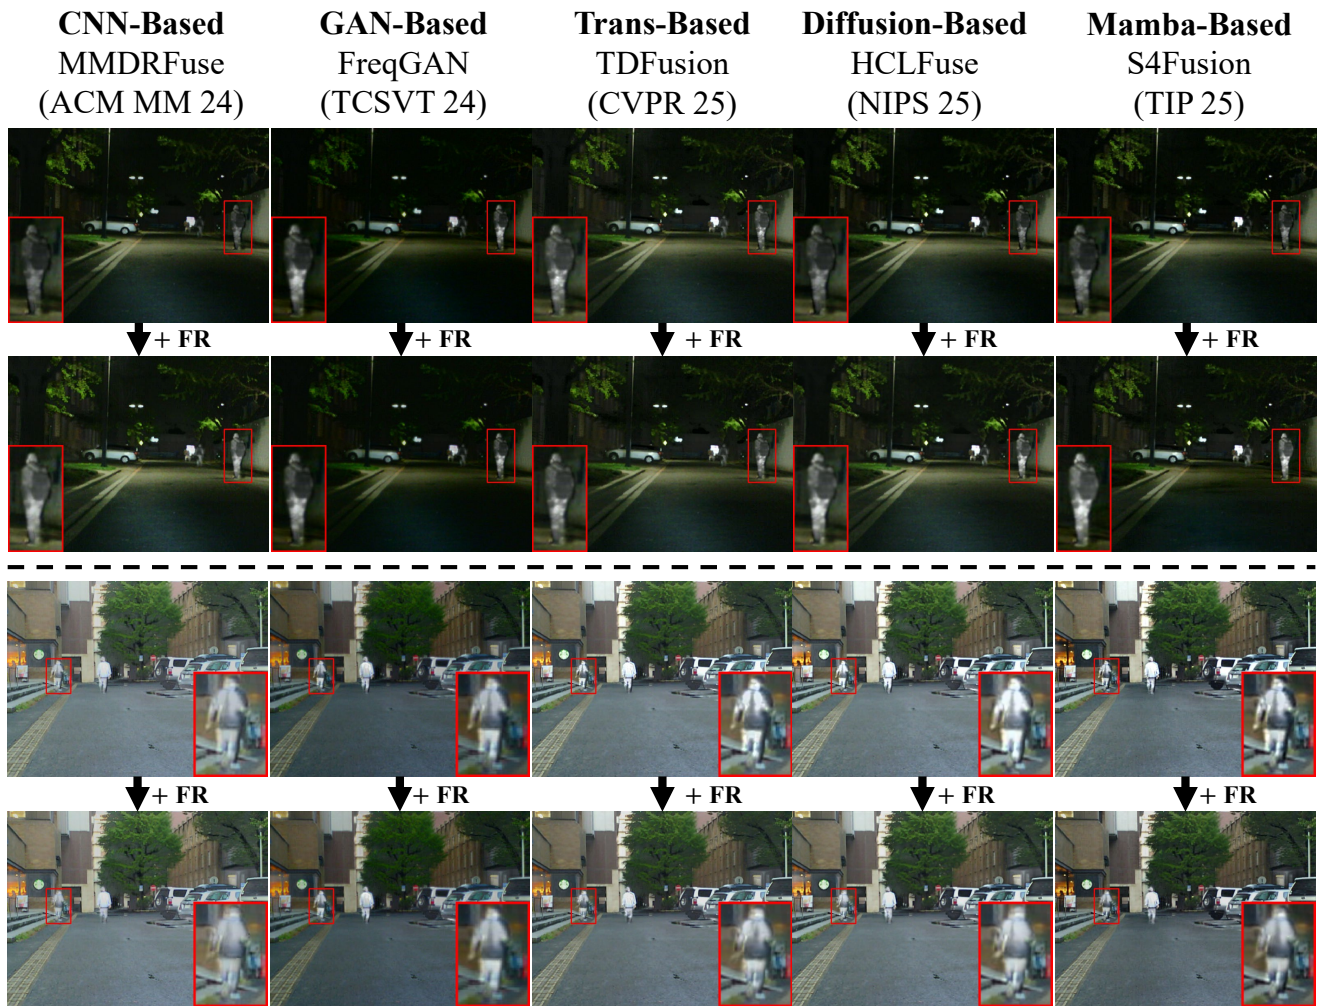 CNN-Based GAN-Based Trans-Based Diffusion-Based Mamba-Based
MMDRFuse FreqGAN TDFusion HCLFuse S4Fusion
(ACM MM 24) (TCSVT 24) (CVPR 25) (NIPS 25) (TIP 25)
+ FR + FR + FR + FR + FR
+ FR + FR + FR + FR + FR